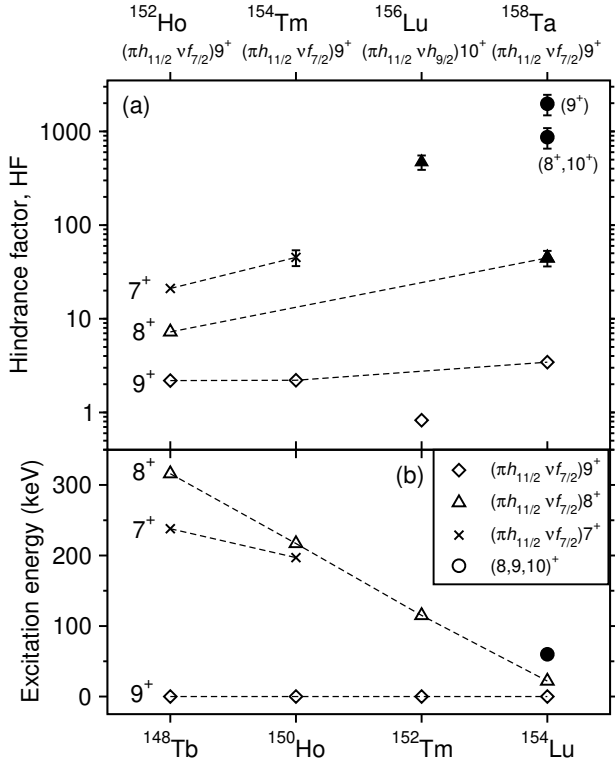 ¹⁵²Ho ¹⁵⁴Tm ¹⁵⁶Lu ¹⁵⁸Ta
(πh₁₁/₂ νf₇/₂)9⁺ (πh₁₁/₂ νf₇/₂)9⁺ (πh₁₁/₂ νh₉/₂)10⁺ (πh₁₁/₂ νf₇/₂)9⁺
(a)
(9⁺)
1000
(8⁺,10⁺)
100
7⁺
10
8⁺
9⁺
1
Hindrance factor, HF
8⁺
(b)
(πh₁₁/₂ νf₇/₂)9⁺
300
(πh₁₁/₂ νf₇/₂)8⁺
7⁺
(πh₁₁/₂ νf₇/₂)7⁺
200
(8,9,10)⁺
100
9⁺
0
Excitation energy (keV)
¹⁴⁸Tb ¹⁵⁰Ho ¹⁵²Tm ¹⁵⁴Lu